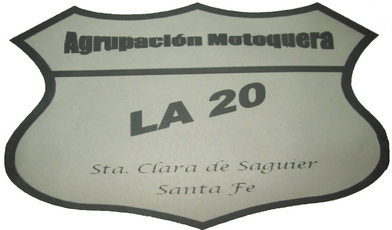 Agrupación Motoquera
LA 20
Sta. Clara de Saguier
Santa Fe